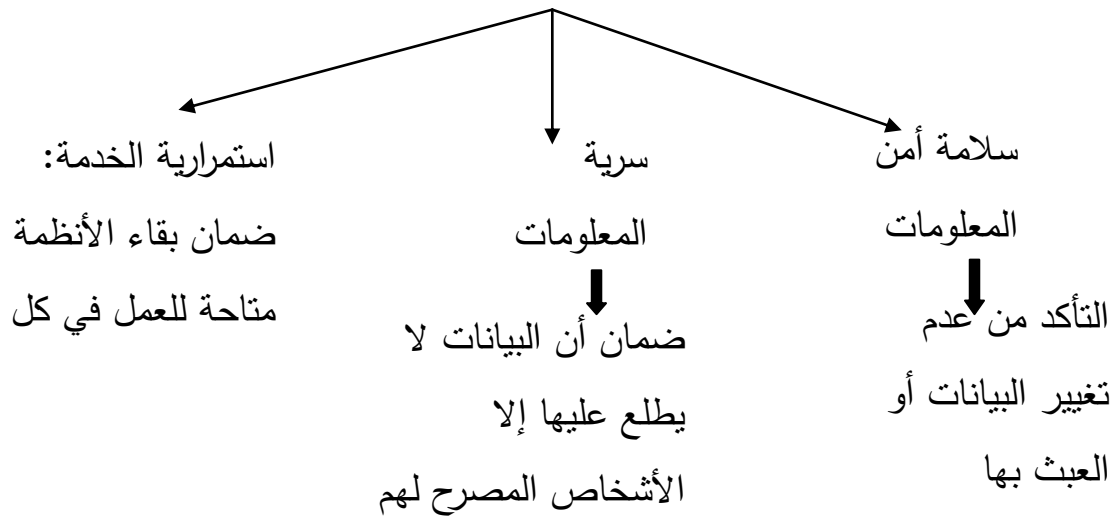 سلامة أمن
المعلومات
التأكد من عدم
تغيير البيانات أو
العبث بها
سرية
المعلومات
ضمان أن البيانات لا
يطلع عليها إلا
الأشخاص المصرح لهم
استمرارية الخدمة:
ضمان بقاء الأنظمة
متاحة للعمل في كل